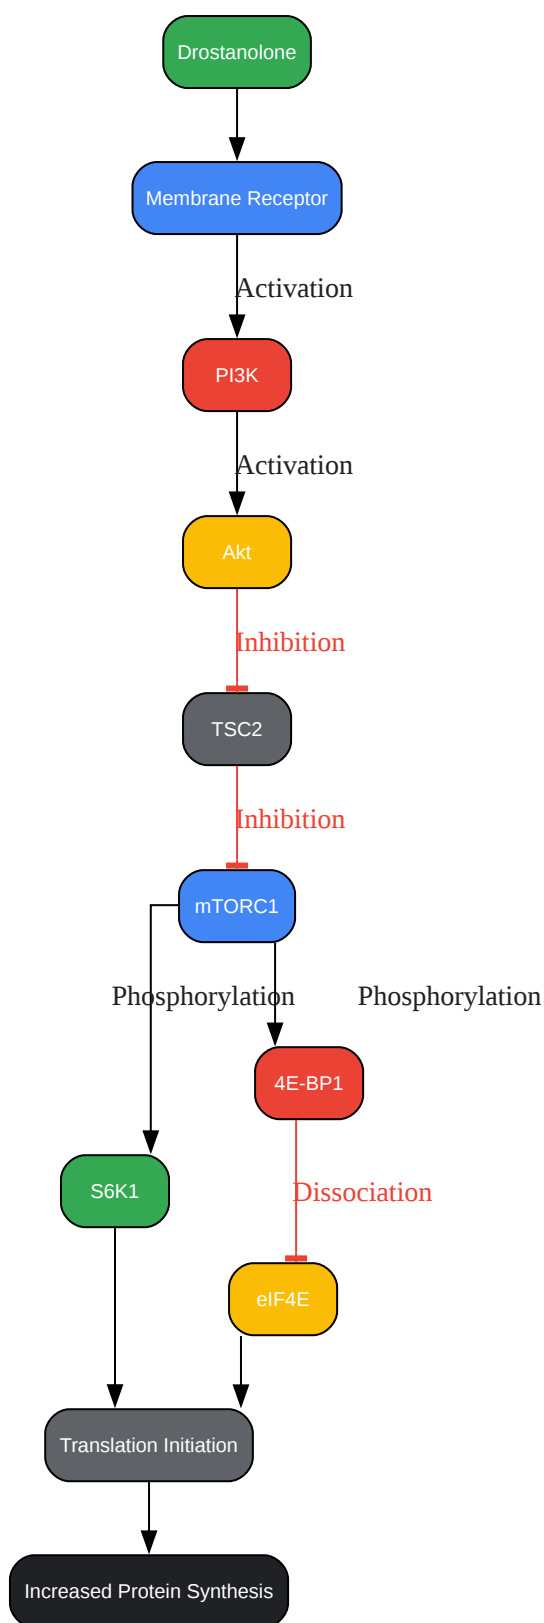 Drostanolone
Membrane Receptor
Activation
PI3K
Activation
Akt
Inhibition
TSC2
Inhibition
mTORC1
Phosphorylation
Phosphorylation
4E-BP1
S6K1
Dissociation
eIF4E
Translation Initiation
Increased Protein Synthesis